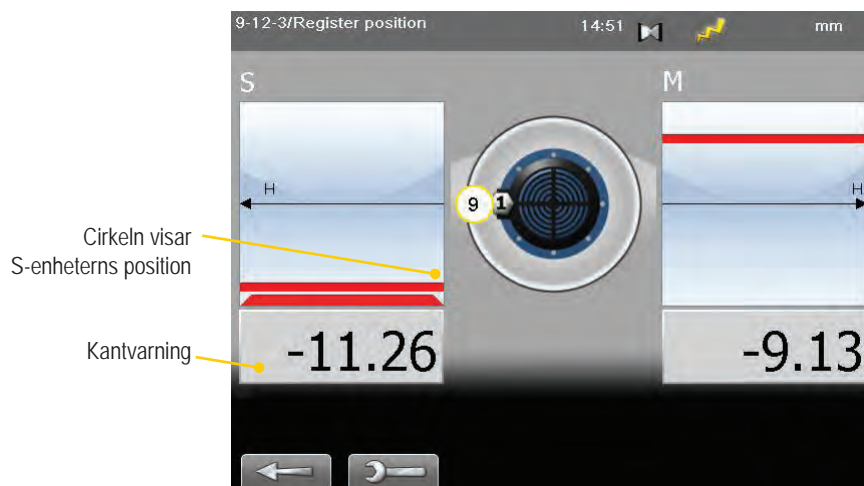 9-12-3/Register position 14:51 mm
S M
H H
9 1
Cirkeln visar
S-enheterns position
Kantvarning
-11.26 -9.13